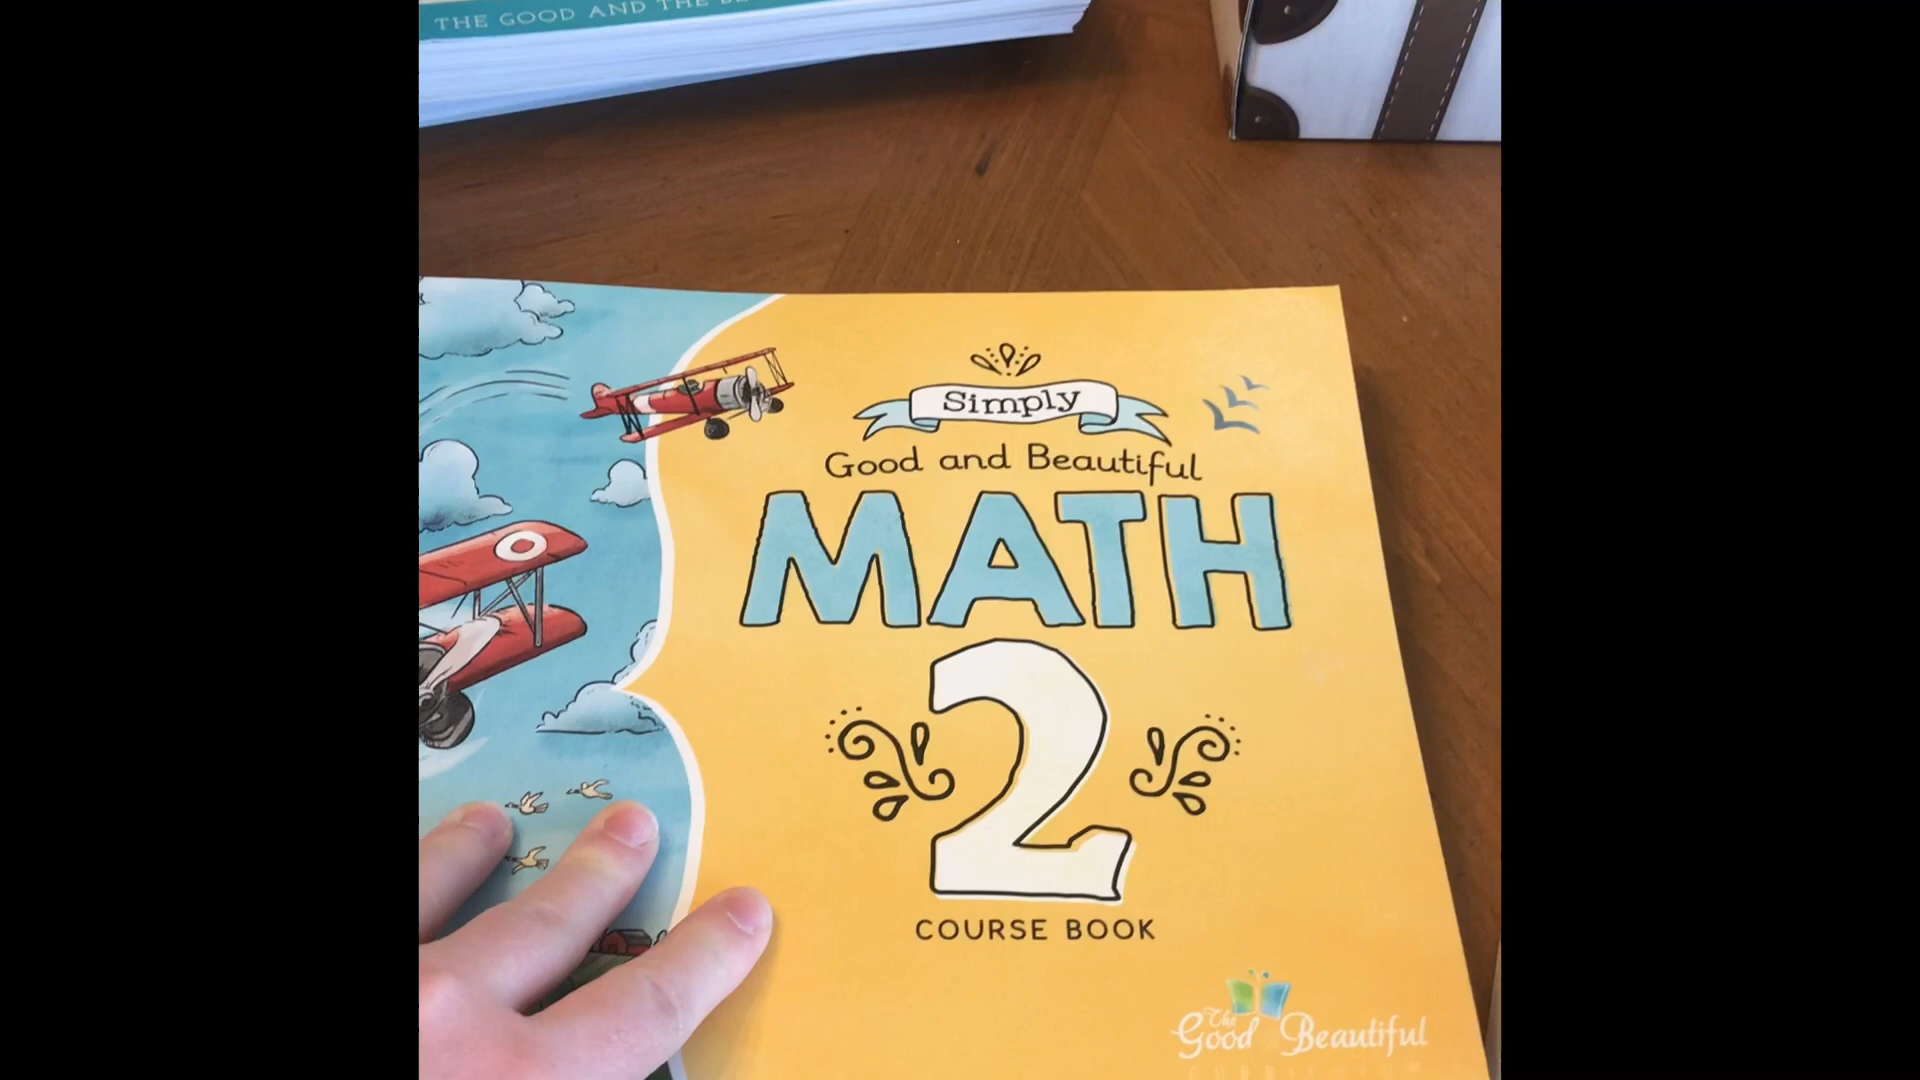 THE GOOD AND THE
Simply
Good and Beautiful
MATH
2
COURSE BOOK
The
Good Beautiful